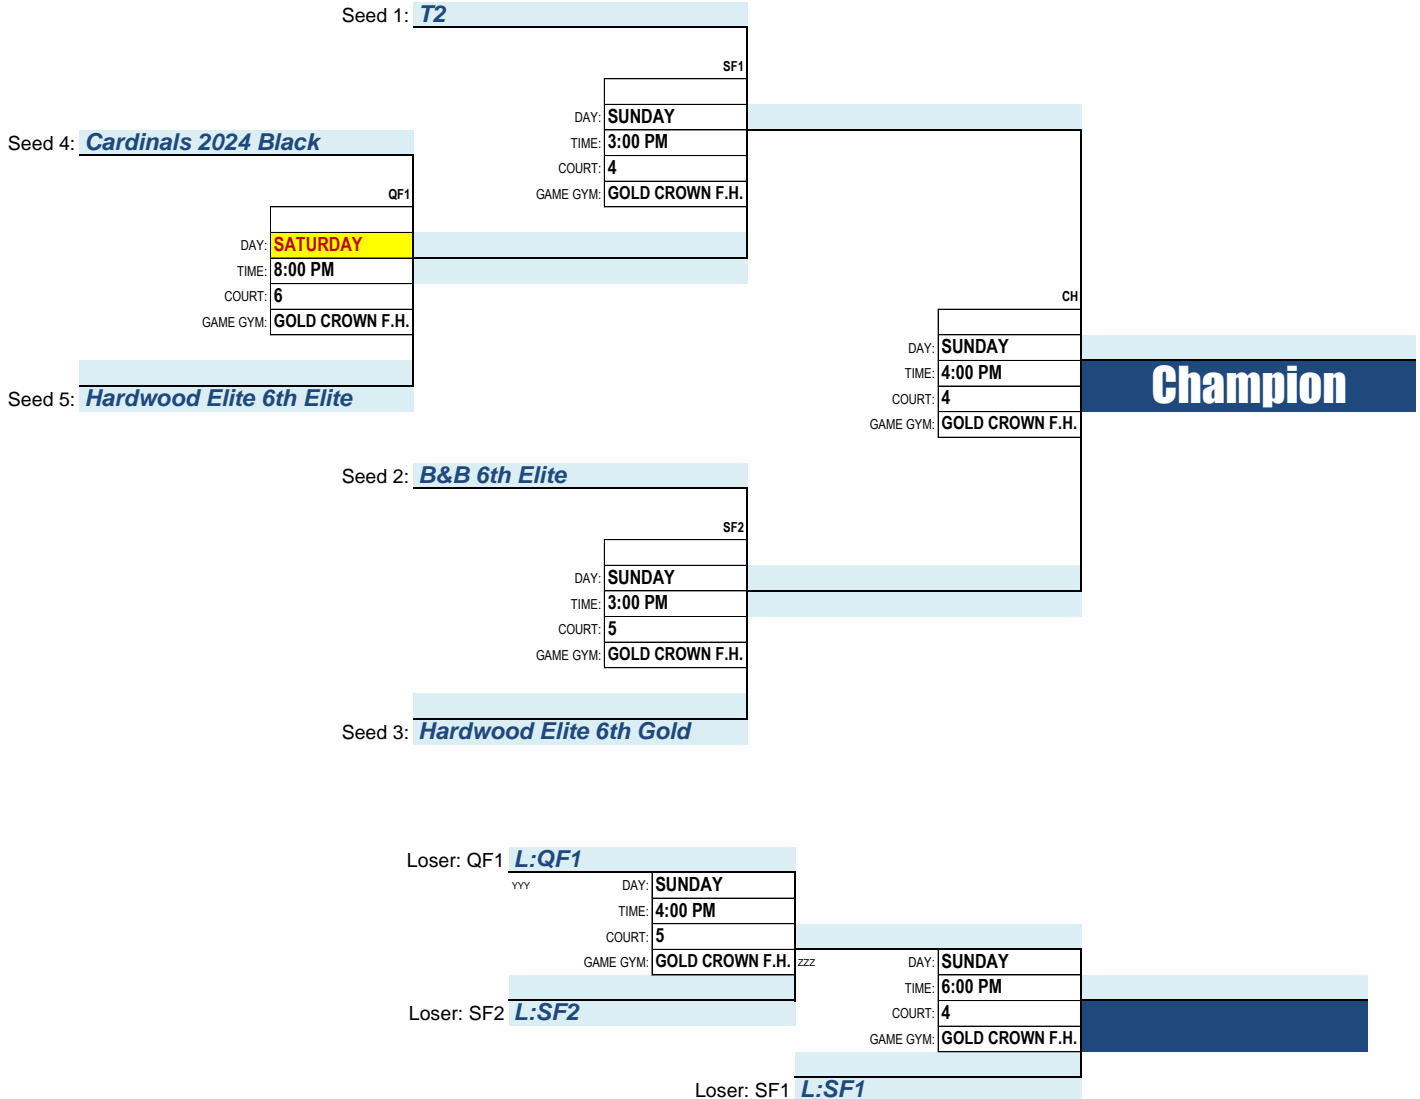 Seed 1: T2
SF1
DAY: SUNDAY
TIME: 3:00 PM
COURT: 4
GAME GYM: GOLD CROWN F.H.
Seed 4: Cardinals 2024 Black
QF1
DAY: SATURDAY
TIME: 8:00 PM
COURT: 6
GAME GYM: GOLD CROWN F.H.
Seed 5: Hardwood Elite 6th Elite
CH
DAY: SUNDAY
TIME: 4:00 PM
COURT: 4
GAME GYM: GOLD CROWN F.H.
Champion
Seed 2: B&B 6th Elite
SF2
DAY: SUNDAY
TIME: 3:00 PM
COURT: 5
GAME GYM: GOLD CROWN F.H.
Seed 3: Hardwood Elite 6th Gold
Loser: QF1 L:QF1
YYY DAY: SUNDAY
TIME: 4:00 PM
COURT: 5
GAME GYM: GOLD CROWN F.H.
Loser: SF2 L:SF2
ZZZ DAY: SUNDAY
TIME: 6:00 PM
COURT: 4
GAME GYM: GOLD CROWN F.H.
Loser: SF1 L:SF1